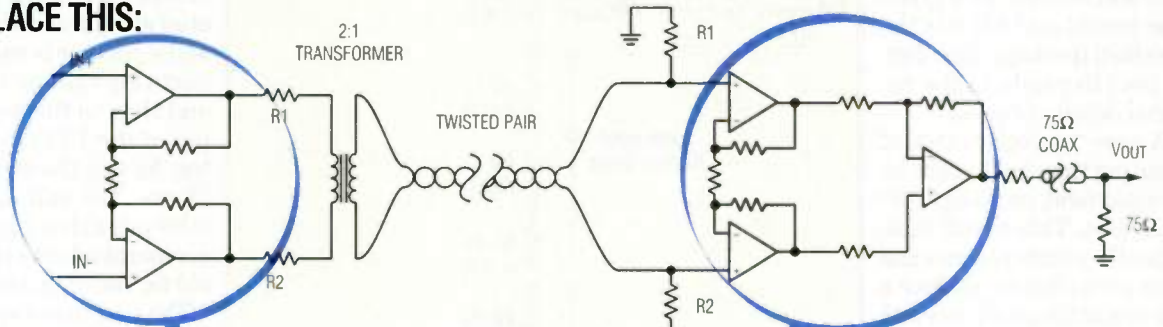 LACE THIS:
IN+
2:1
TRANSFORMER
R1
R2
IN-
TWISTED PAIR
R1
R2
75Ω
COAX
VOUT
75Ω